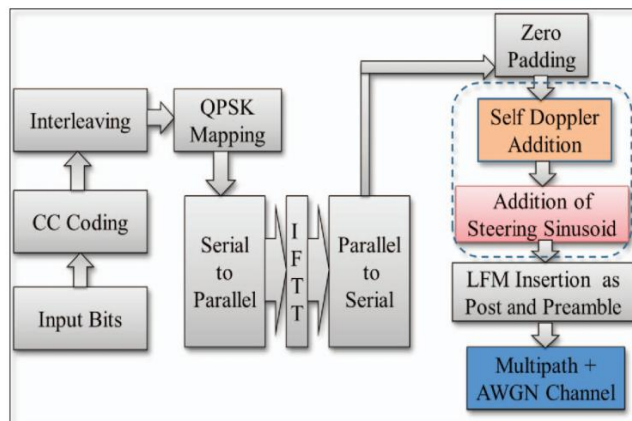 Input Bits
CC Coding
Interleaving
QPSK
Mapping
Serial
to
Parallel
I
F
T
T
Parallel
to
Serial
Zero
Padding
Self Doppler
Addition
Addition of
Steering Sinusoid
LFM Insertion as
Post and Preamble
Multipath +
AWGN Channel